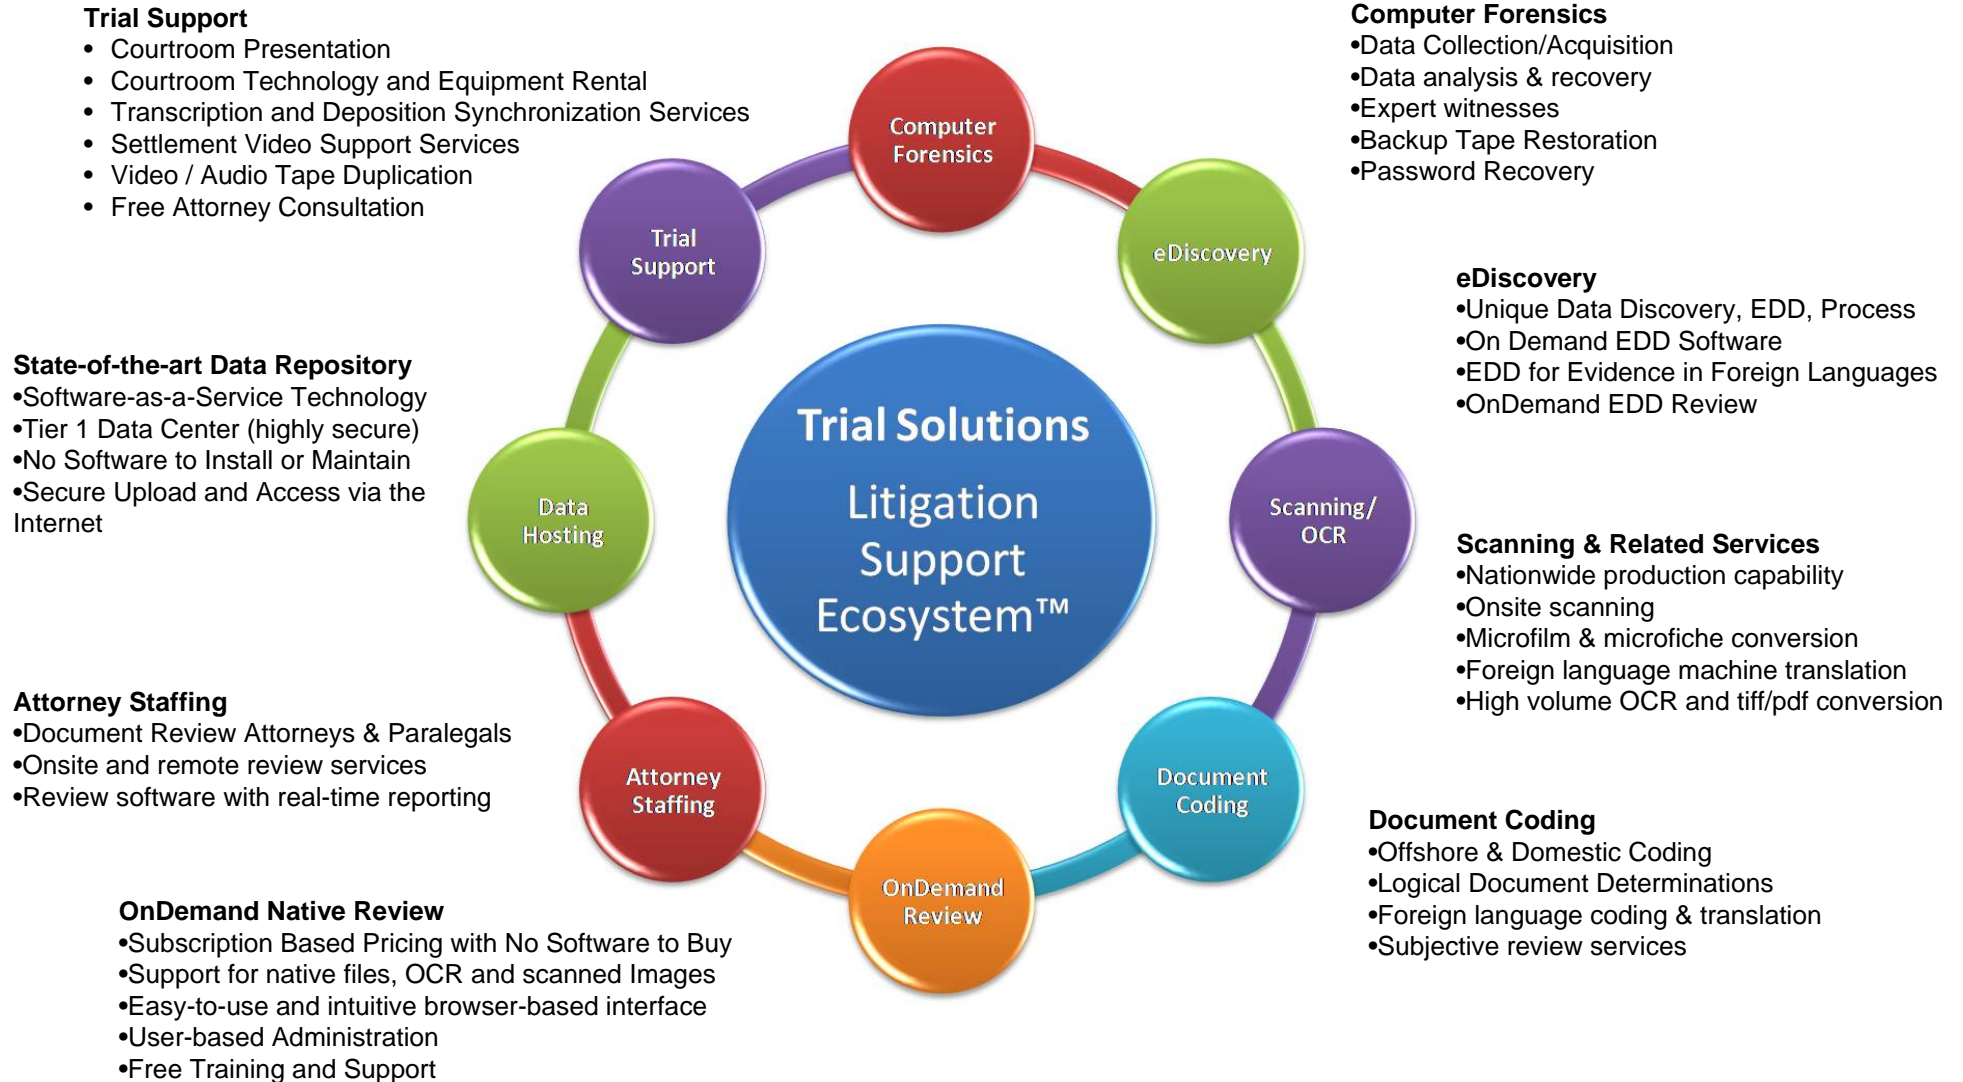 Trial Support
• Courtroom Presentation
• Courtroom Technology and Equipment Rental
• Transcription and Deposition Synchronization Services
• Settlement Video Support Services
• Video / Audio Tape Duplication
• Free Attorney Consultation
Computer Forensics
•Data Collection/Acquisition
•Data analysis & recovery
•Expert witnesses
•Backup Tape Restoration
•Password Recovery
eDiscovery
•Unique Data Discovery, EDD, Process
•On Demand EDD Software
•EDD for Evidence in Foreign Languages
•OnDemand EDD Review
Scanning & Related Services
•Nationwide production capability
•Onsite scanning
•Microfilm & microfiche conversion
•Foreign language machine translation
•High volume OCR and tiff/pdf conversion
Document Coding
•Offshore & Domestic Coding
•Logical Document Determinations
•Foreign language coding & translation
•Subjective review services
OnDemand Native Review
•Subscription Based Pricing with No Software to Buy
•Support for native files, OCR and scanned Images
•Easy-to-use and intuitive browser-based interface
•User-based Administration
•Free Training and Support
Attorney Staffing
•Document Review Attorneys & Paralegals
•Onsite and remote review services
•Review software with real-time reporting
State-of-the-art Data Repository
•Software-as-a-Service Technology
•Tier 1 Data Center (highly secure)
•No Software to Install or Maintain
•Secure Upload and Access via the
Internet
Computer
Forensics
eDiscovery
Scanning/
OCR
Document
Coding
OnDemand
Review
Attorney
Staffing
Data
Hosting
Trial
Support
Trial Solutions
Litigation
Support
Ecosystem™